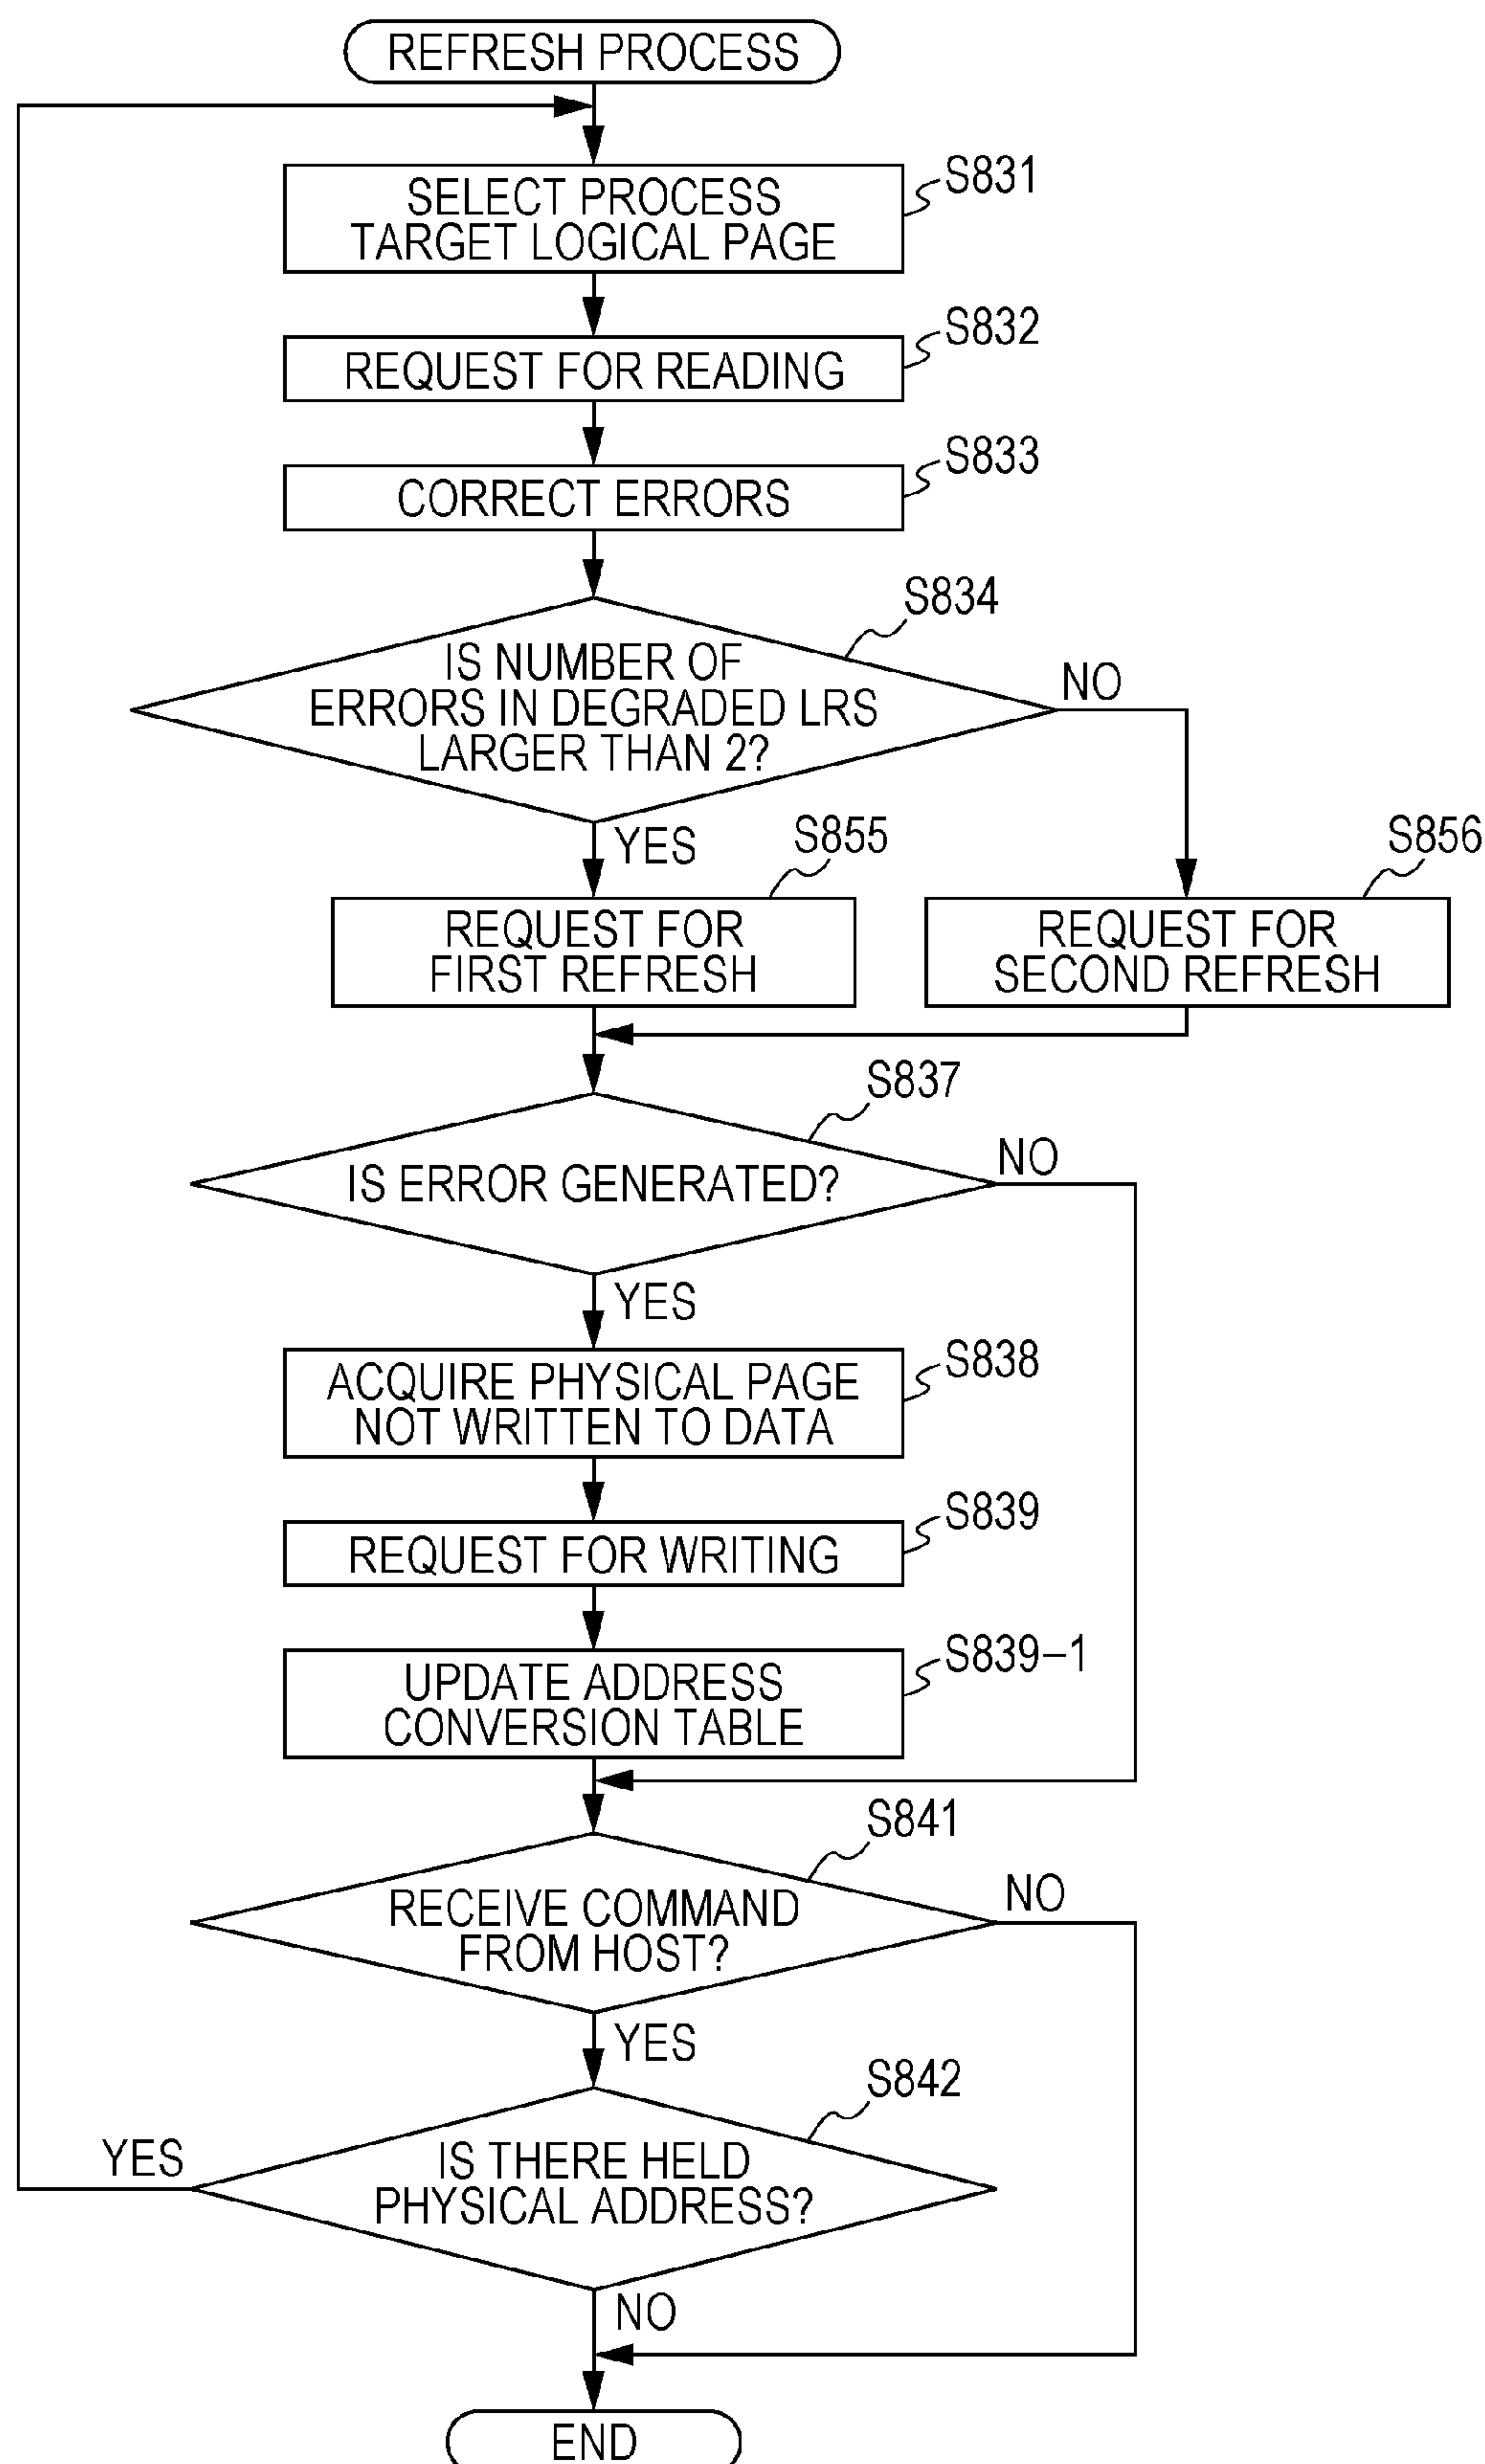 REFRESH PROCESS
SELECT PROCESS
TARGET LOGICAL PAGE
S831
REQUEST FOR READING
S832
CORRECT ERRORS
S833
IS NUMBER OF
ERRORS IN DEGRADED LRS
LARGER THAN 2?
S834
NO
YES
S855
S856
REQUEST FOR
FIRST REFRESH
REQUEST FOR
SECOND REFRESH
S837
IS ERROR GENERATED?
NO
YES
ACQUIRE PHYSICAL PAGE
NOT WRITTEN TO DATA
S838
REQUEST FOR WRITING
S839
UPDATE ADDRESS
CONVERSION TABLE
S839-1
S841
RECEIVE COMMAND
FROM HOST?
NO
YES
S842
IS THERE HELD
PHYSICAL ADDRESS?
YES
NO
END